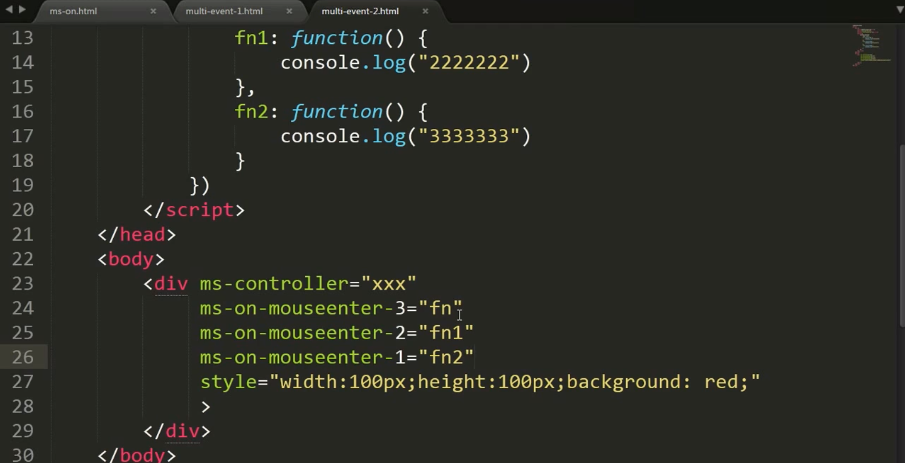 ms-on.html multi-event-1.html multi-event-2.html
13 fn1: function() {
14 console.log("2222222")
15 },
16 fn2: function() {
17 console.log("3333333")
18 }
19 })
20 </script>
21 </head>
22 <body>
23 <div ms-controller="xxx"
24 ms-on-mouseenter-3="fn"
25 ms-on-mouseenter-2="fn1"
26 ms-on-mouseenter-1="fn2"
27 style="width:100px;height:100px;background: red;"
28 >
29 </div>
30 </body>